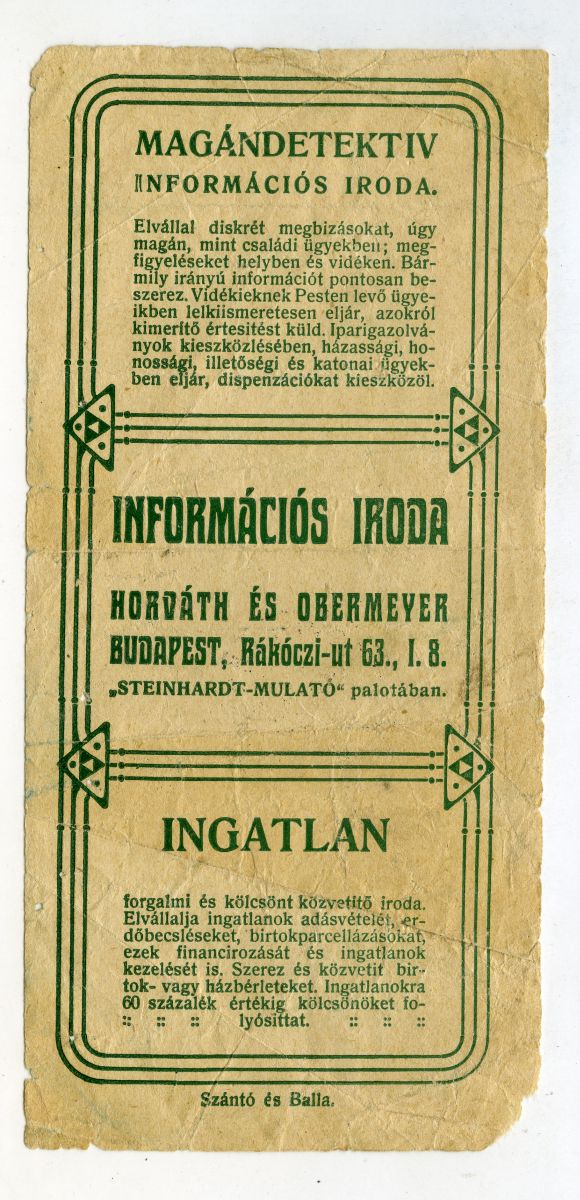 MAGÁNDETEKTIV
INFORMÁCIÓS IRODA.
Elvállal diskrét megbizásokat, úgy
magán, mint családi ügyekben; meg-
figyeléseket helyben és vidéken. Bár-
mily irányú információt pontosan be-
szerez. Vidékieknek Pesten levő ügye-
ikben lelkiismeretesen eljár, azokról
kimerítő értesitést küld. Iparigazolvá-
nyok kieszközlésében, házassági, ho-
nossági, illetőségi és katonai ügyek-
ben eljár, dispenzációkat kieszközöl.
INFORMÁCIÓS IRODA
HORVÁTH ÉS OBERMEYER
BUDAPEST, Rákóczi-ut 63., I. 8.
„STEINHARDT-MULATÓ“ palotában.
INGATLAN
forgalmi és kölcsönt közvetitő iroda.
Elvállalja ingatlanok adásvételét, er-
dőbecsléseket, birtokparcellázásokat,
ezek financirozását és ingatlanok
kezelését is. Szerez és közvetit bir-
tok- vagy házbérleteket. Ingatlanokra
60 százalék értékig kölcsönöket fo-
:: :: :: lyósittat. :: :: ::
Szántó és Balla.